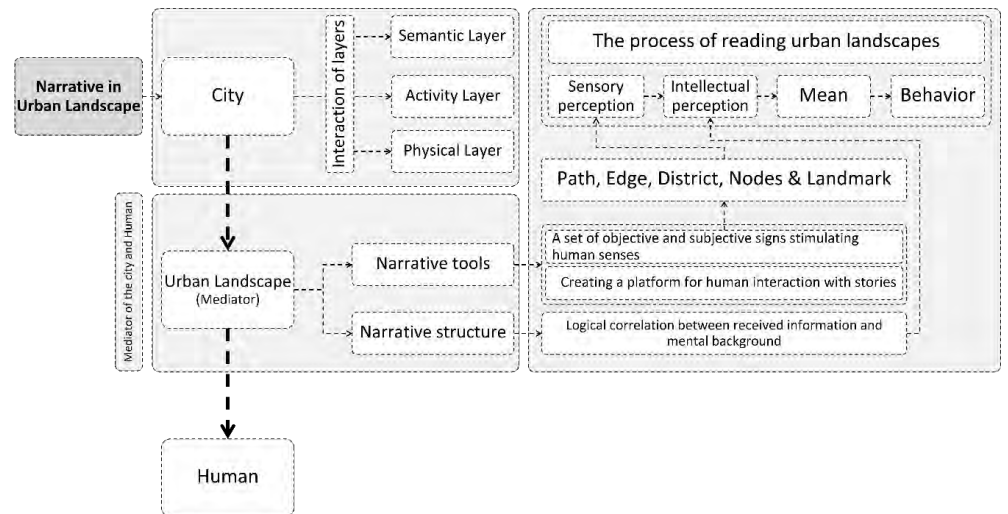 Narrative in
Urban Landscape
City
Interaction of layers
Semantic Layer
Activity Layer
Physical Layer
Mediator of the city and Human
Urban Landscape
(Mediator)
Narrative tools
Narrative structure
Human
The process of reading urban landscapes
Sensory
perception
Intellectual
perception
Mean
Behavior
Path, Edge, District, Nodes & Landmark
A set of objective and subjective signs stimulating
human senses
Creating a platform for human interaction with stories
Logical correlation between received information and
mental background